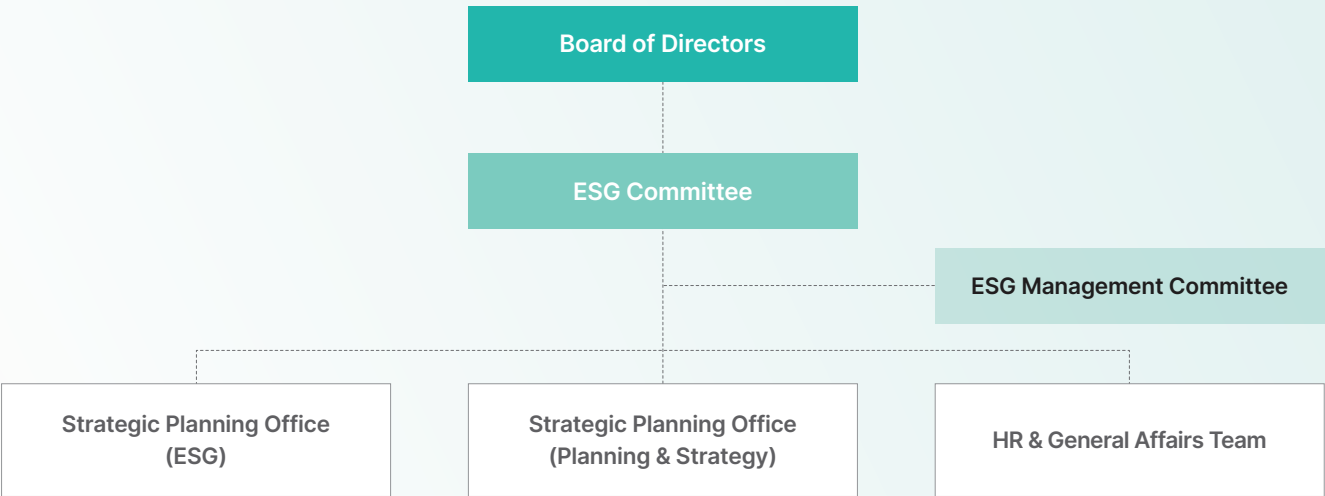 Board of Directors
ESG Committee
ESG Management Committee
Strategic Planning Office
(ESG)
Strategic Planning Office
(Planning & Strategy)
HR & General Affairs Team